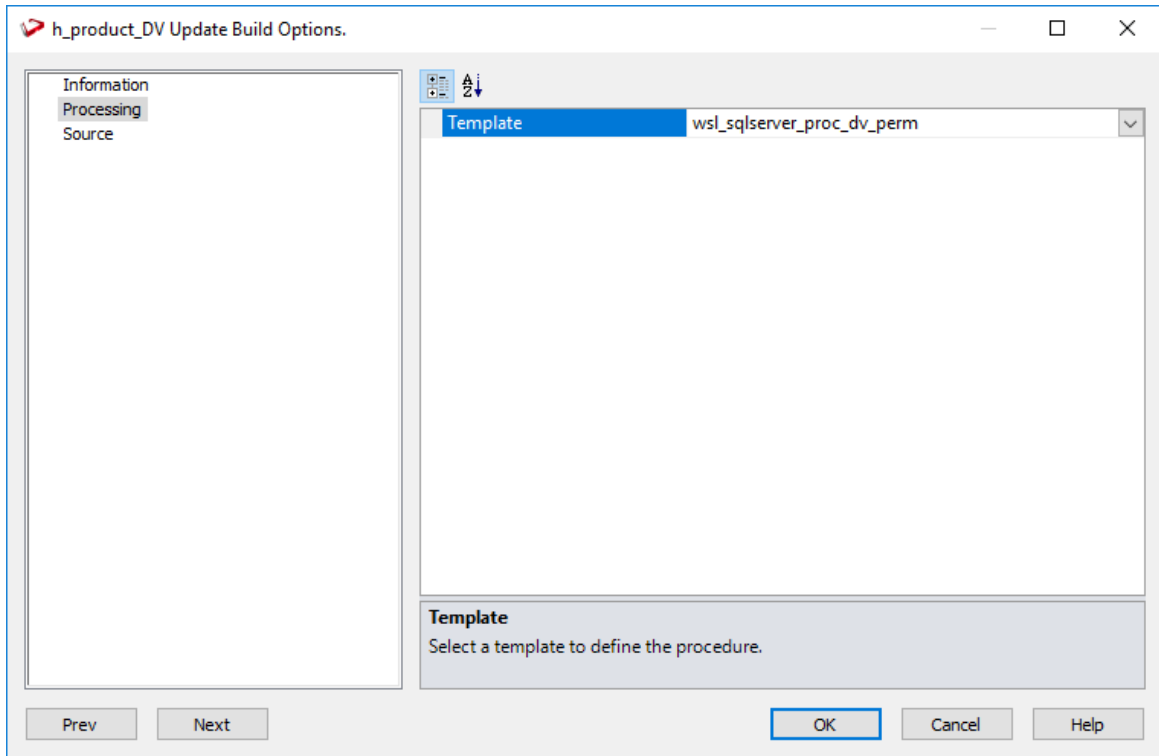 h_product_DV Update Build Options.
Information
Processing
Source
A
Z
Template wsl_sqlserver_proc_dv_perm
Template
Select a template to define the procedure.
Prev Next OK Cancel Help